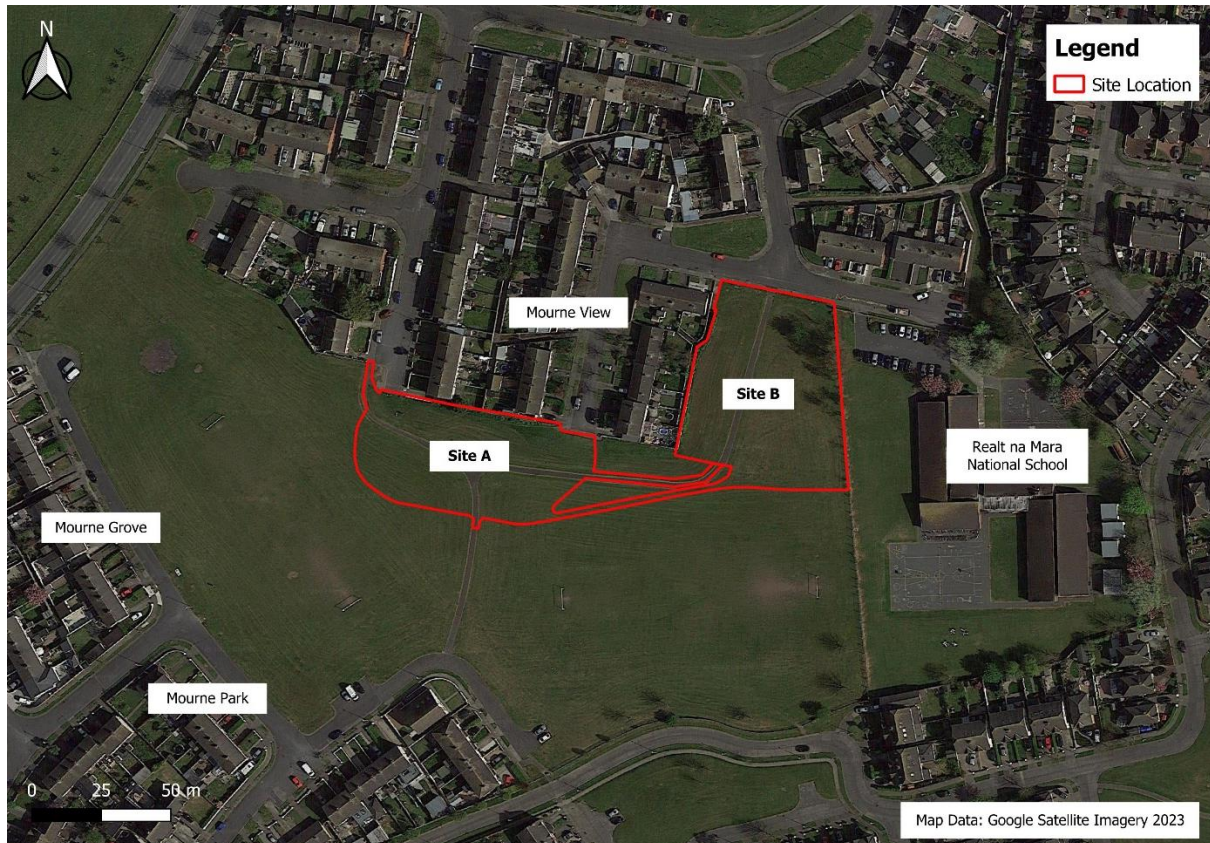 N
Legend
Site Location
Mourne View
Site B
Site A
Realt na Mara
National School
Mourne Grove
Mourne Park
0 25 50 m
Map Data: Google Satellite Imagery 2023